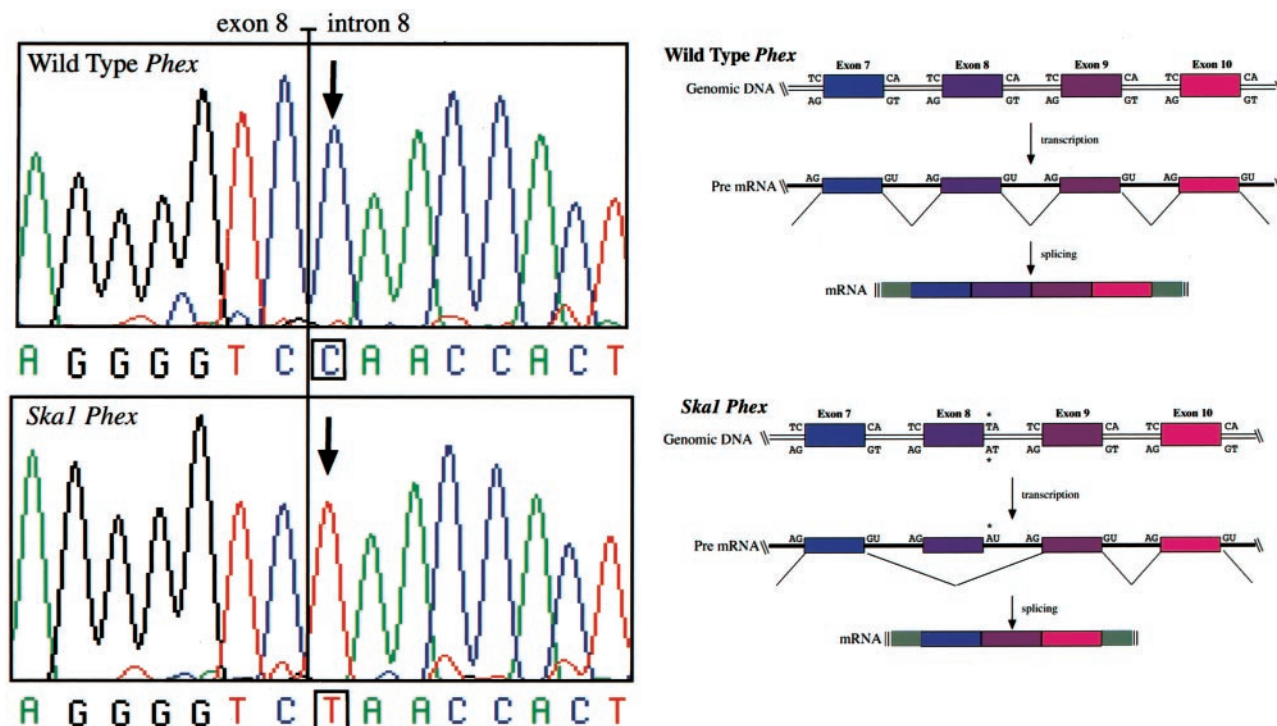 exon 8 intron 8
Wild Type Phex
A G G G G T C C A A C C A C T
Ska1 Phex
A G G G G T C T A A C C A C T
Wild Type Phex
Exon 7 Exon 8 Exon 9 Exon 10
TC CA TC CA TC CA TC CA
Genomic DNA
AG GT AG GT AG GT AG GT
transcription
AG GU AG GU AG GU AG GU
Pre mRNA
splicing
mRNA
Ska1 Phex
Exon 7 Exon 8 * Exon 9 Exon 10
TC CA TC TA TC CA TC CA
Genomic DNA
AG GT AG AT AG GT AG GT
*
transcription
*
AG GU AG AU AG GU AG GU
Pre mRNA
splicing
mRNA